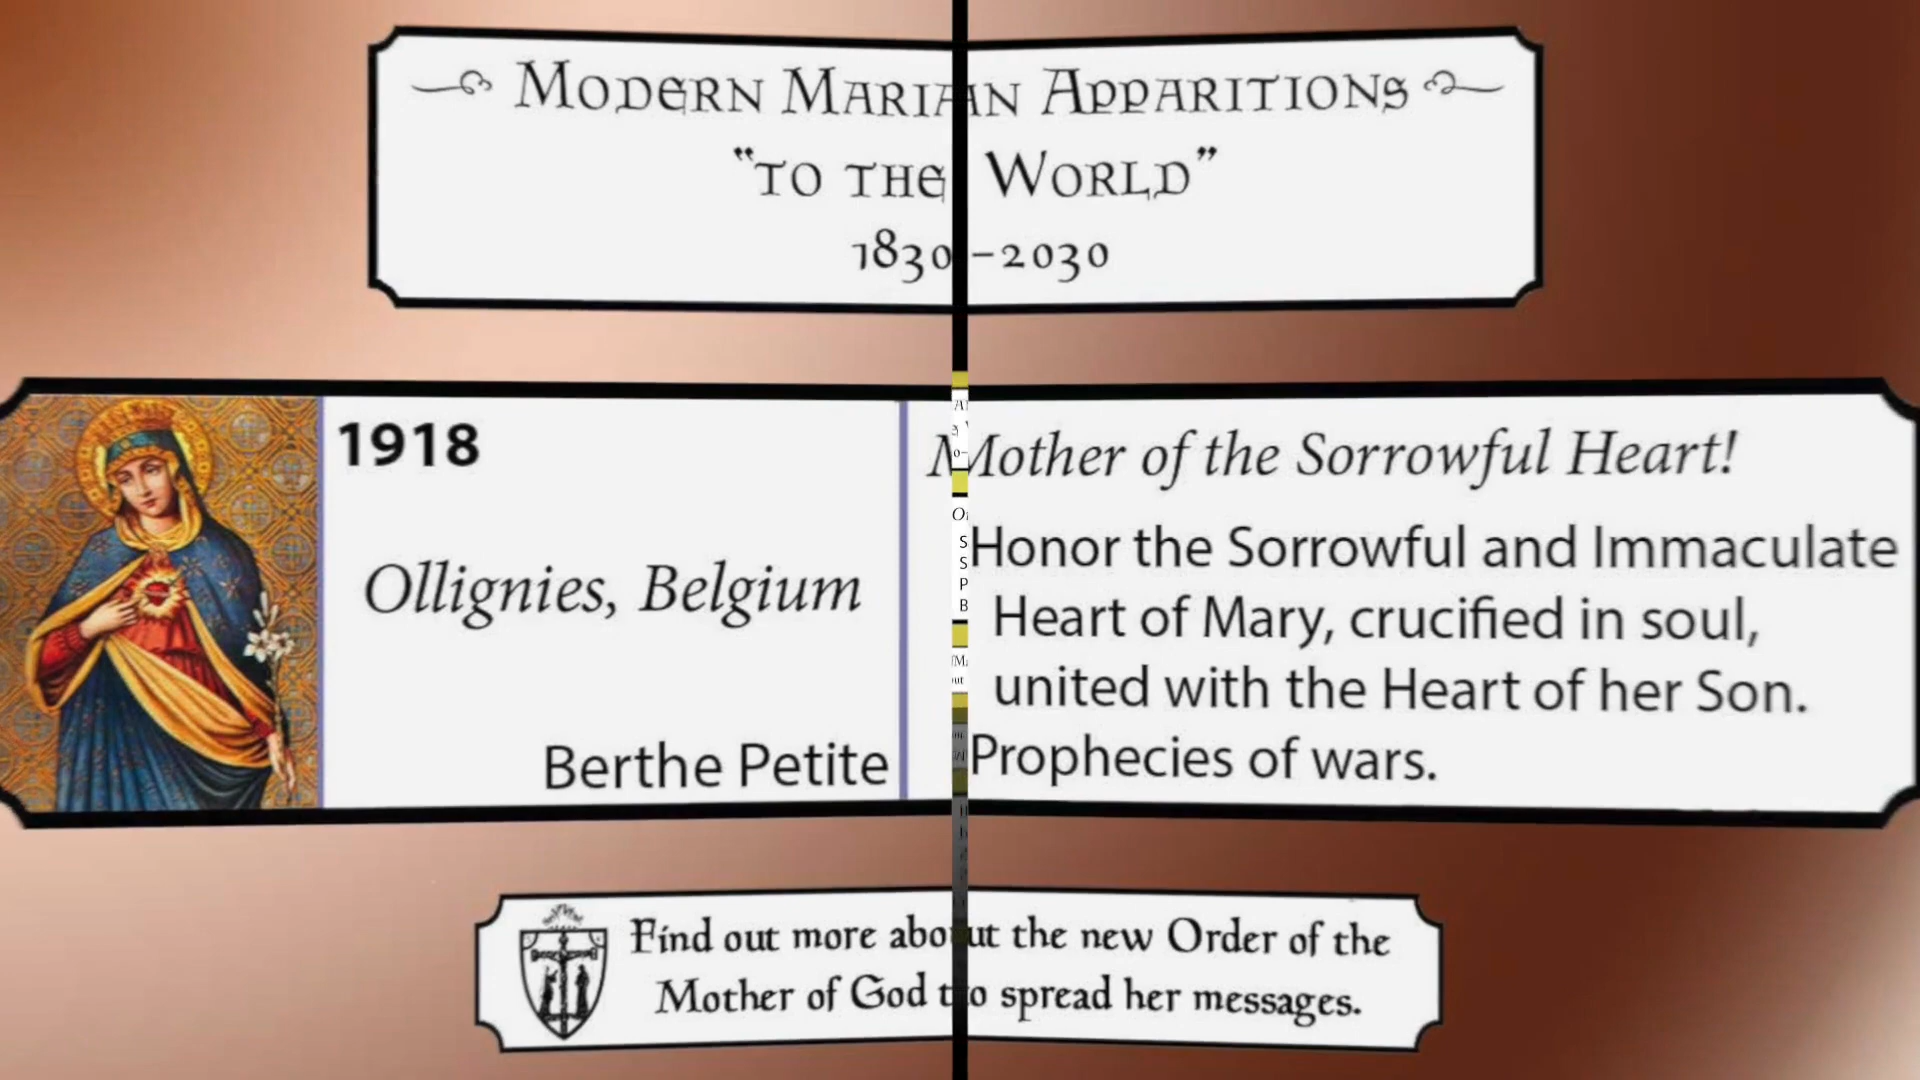 Modern Marian Apparitions
“to the World”
1830–2030
1918
Ollignies, Belgium
Berthe Petite
Mother of the Sorrowful Heart!
Honor the Sorrowful and Immaculate
Heart of Mary, crucified in soul,
united with the Heart of her Son.
Prophecies of wars.
Find out more about the new Order of the
Mother of God to spread her messages.